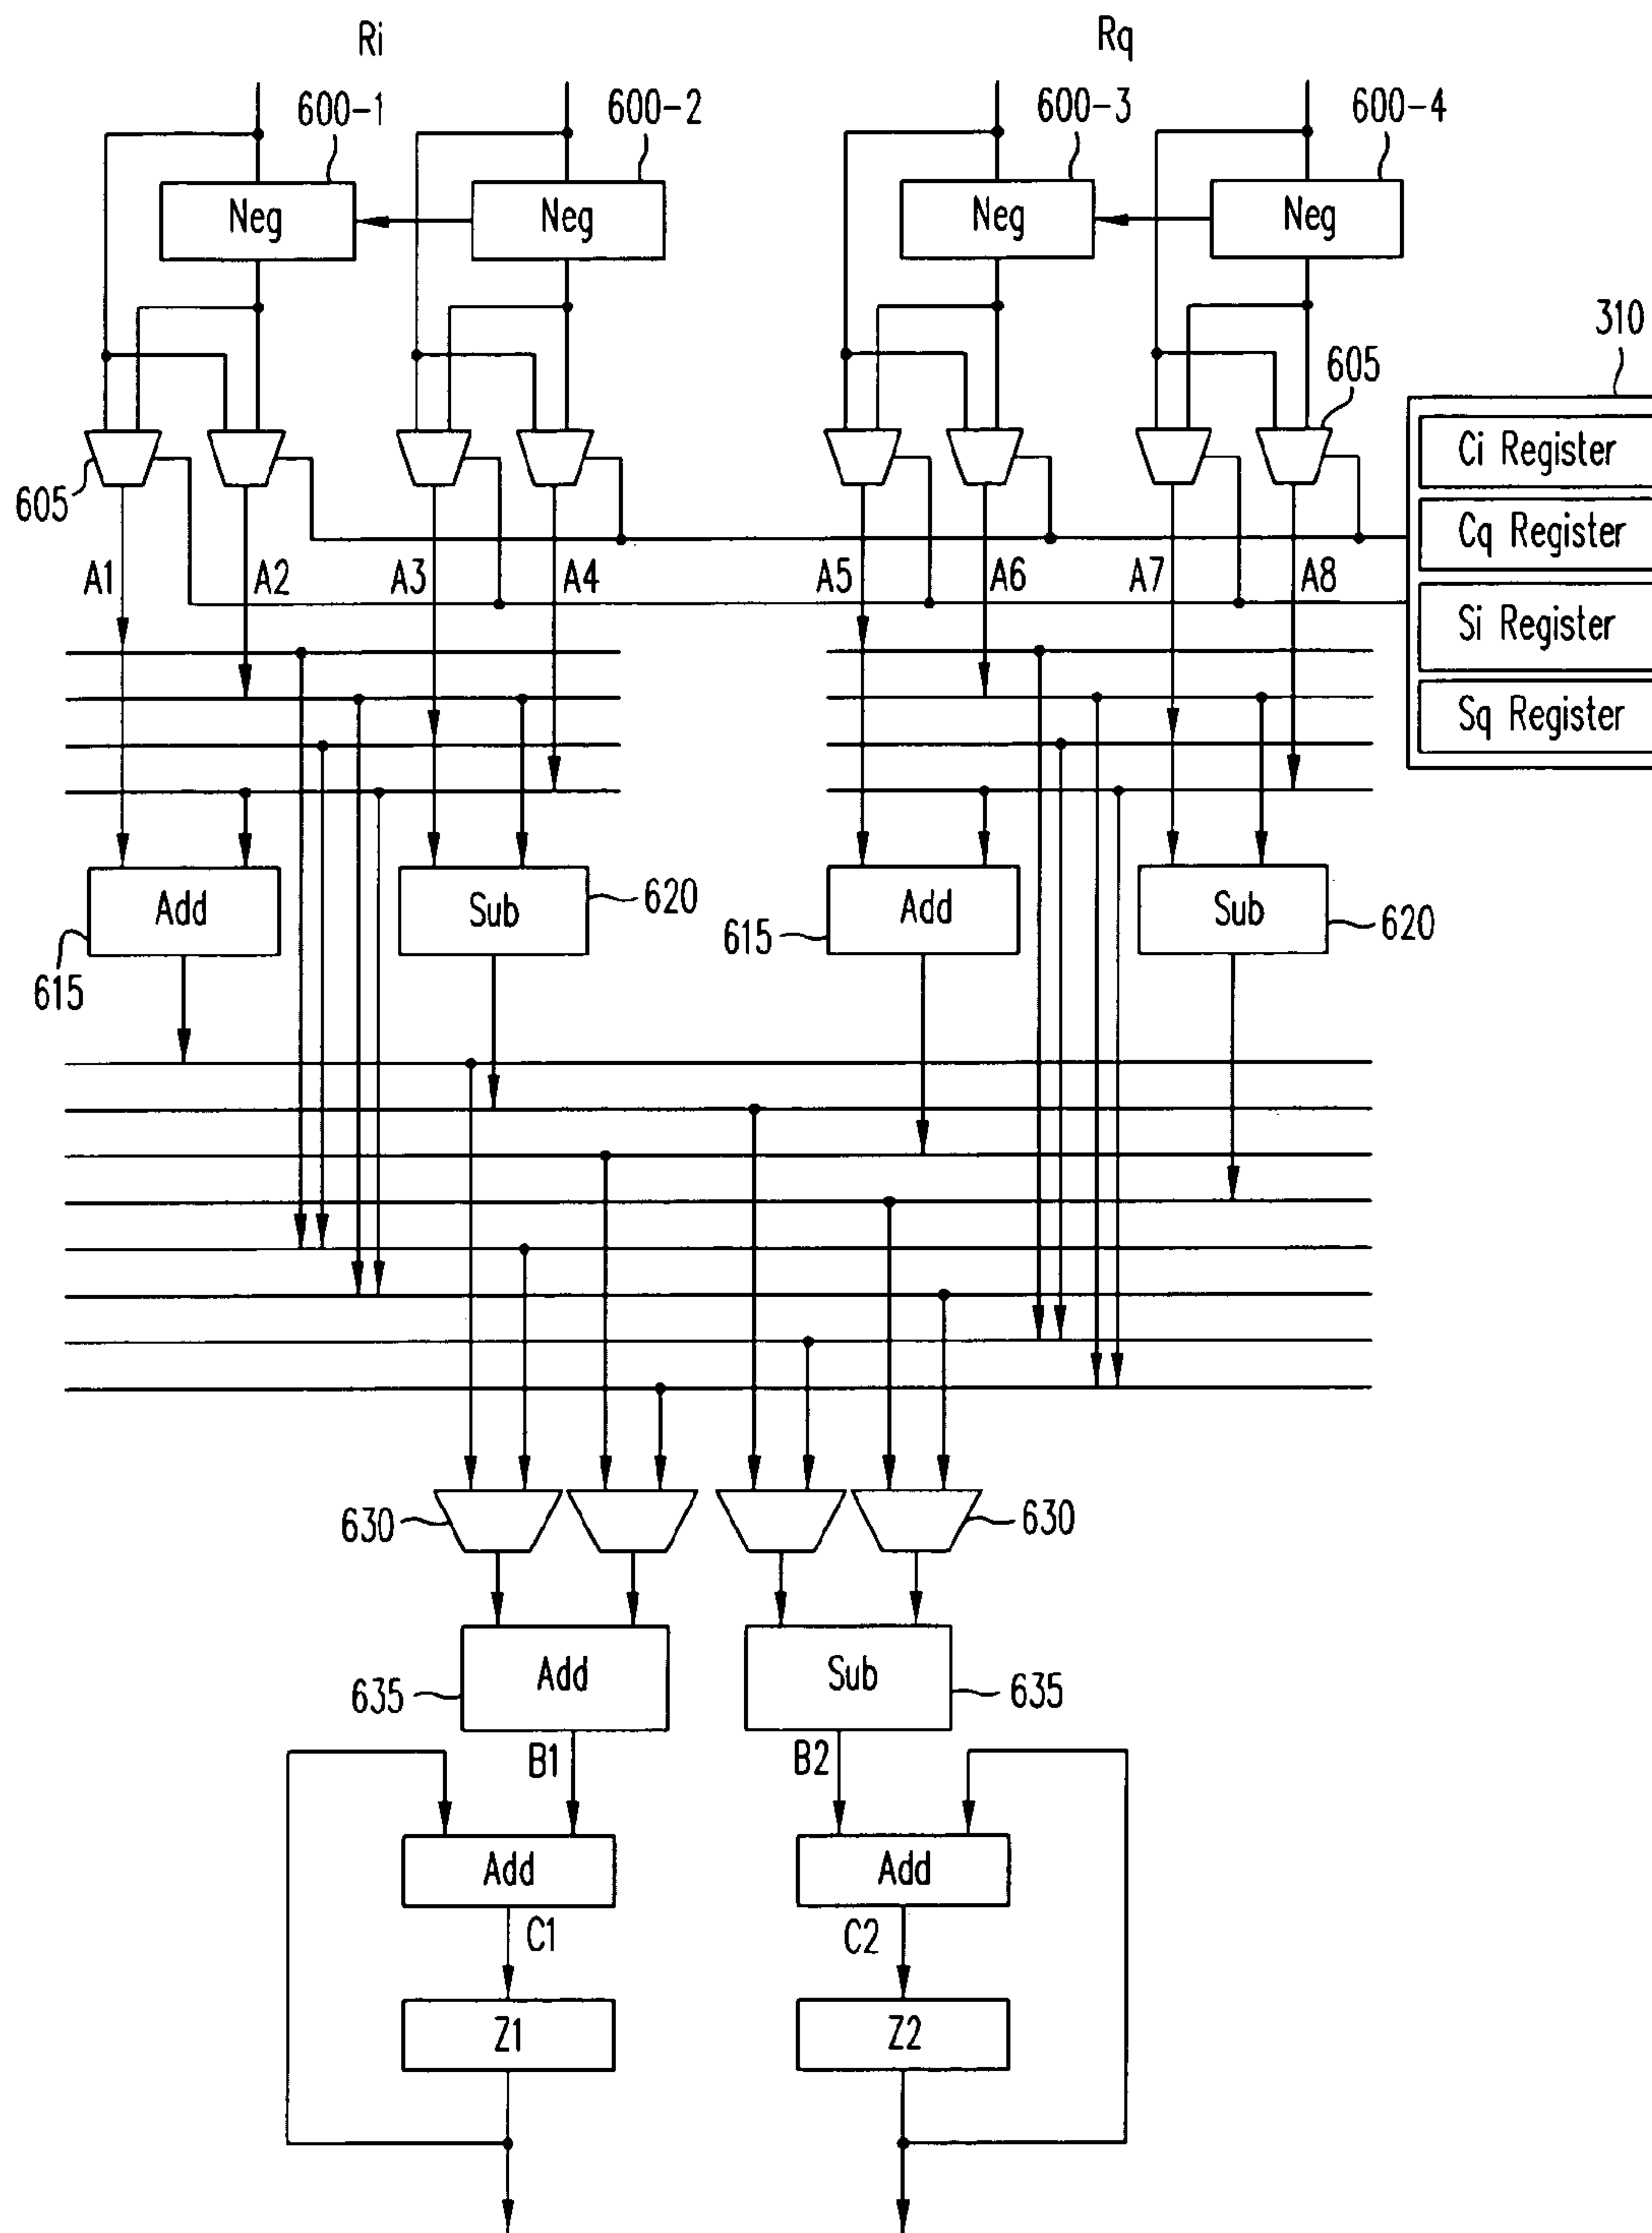 Ri
Rq
600-1
600-2
600-3
600-4
Neg
Neg
Neg
Neg
310
605
605
Ci Register
Cq Register
Si Register
Sq Register
A1
A2
A3
A4
A5
A6
A7
A8
Add
Sub
620
615
Add
Sub
620
615
630
630
Add
Sub
635
635
B1
B2
Add
Add
C1
C2
Z1
Z2